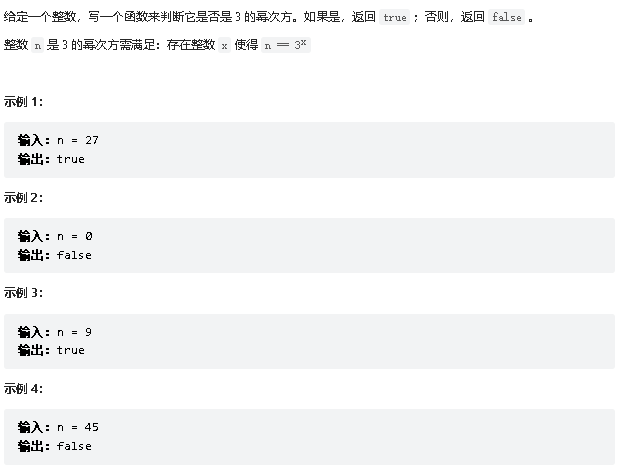 给定一个整数，写一个函数来判断它是否是 3 的幂次方。如果是，返回 true ；否则，返回 false 。
整数 n 是 3 的幂次方需满足：存在整数 x 使得 n == 3ˣ
示例 1：
输入：n = 27
输出：true
示例 2：
输入：n = 0
输出：false
示例 3：
输入：n = 9
输出：true
示例 4：
输入：n = 45
输出：false